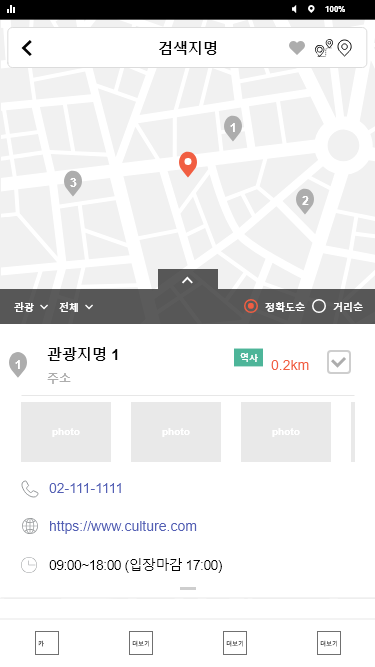 100%
검색지명
1
3
2
관광 전체 정확도순 거리순
1 관광지명 1 역사 0.2km
주소
photo photo photo
02-111-1111
https://www.culture.com
09:00~18:00 (입장마감 17:00)
카 더보기 더보기 더보기